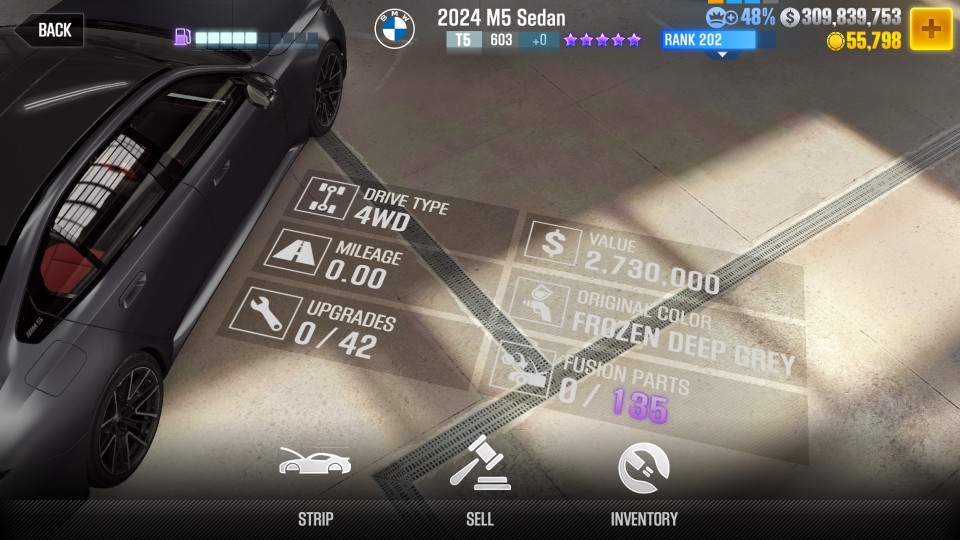 BACK
BMW
2024 M5 Sedan
T5 603 +0
48%
$ 309,839,753
RANK 202
55,798
DRIVE TYPE
4WD
MILEAGE
0.00
UPGRADES
0 / 42
$
VALUE
2,730,000
ORIGINAL COLOR
FROZEN DEEP GREY
FUSION PARTS
0 / 135
STRIP
SELL
INVENTORY